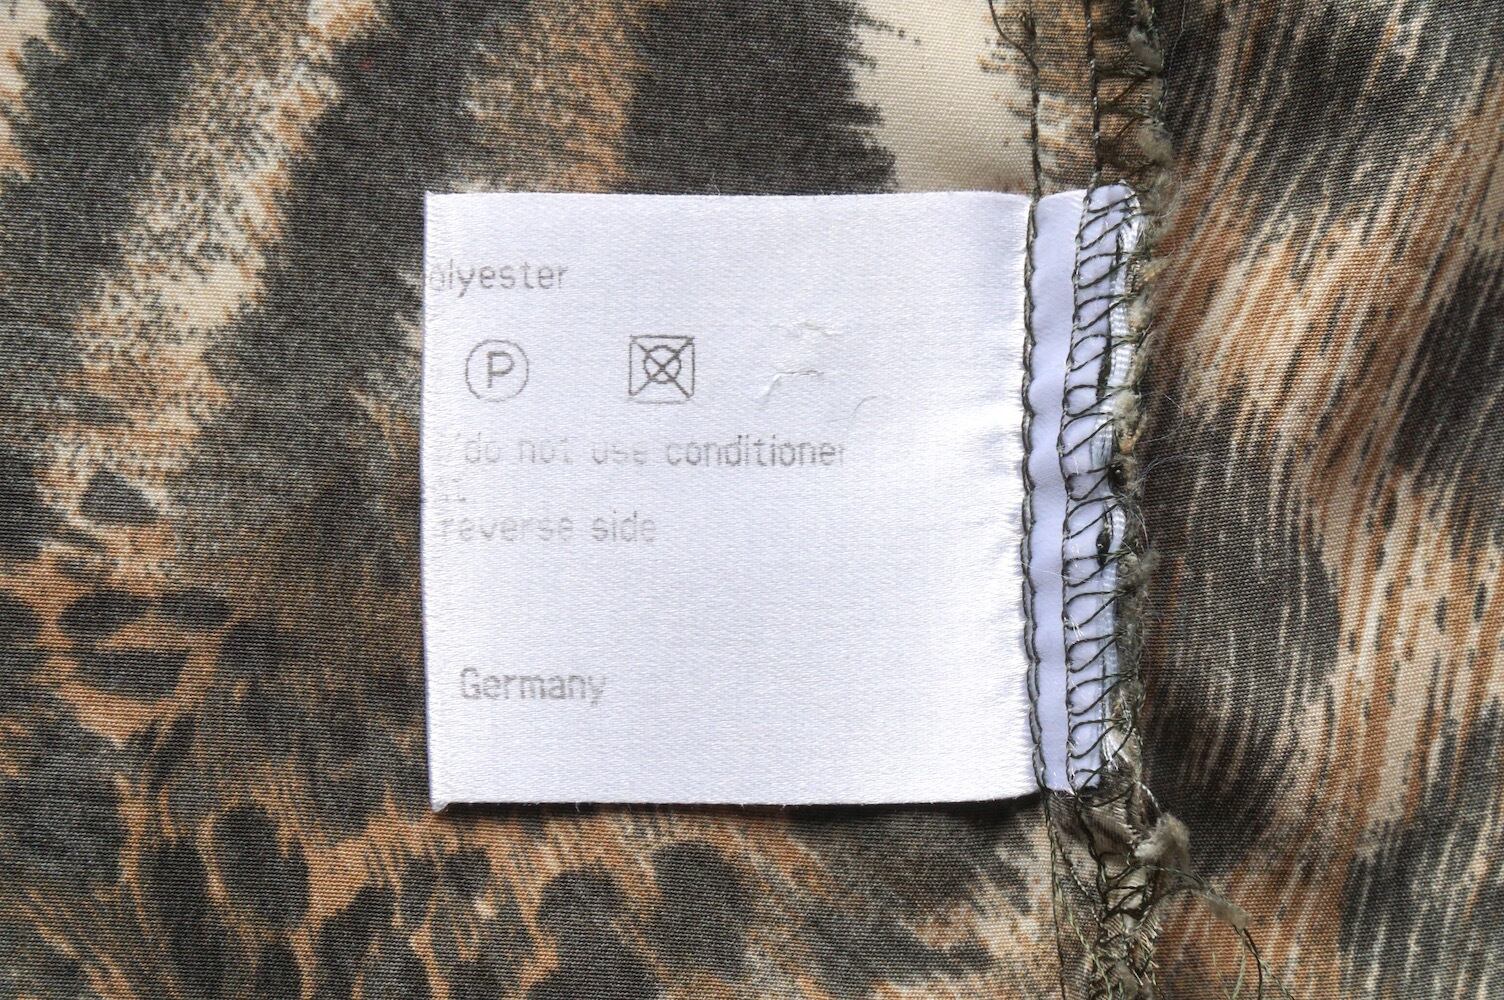 olyester
P
do not use conditioner
reverse side
Germany